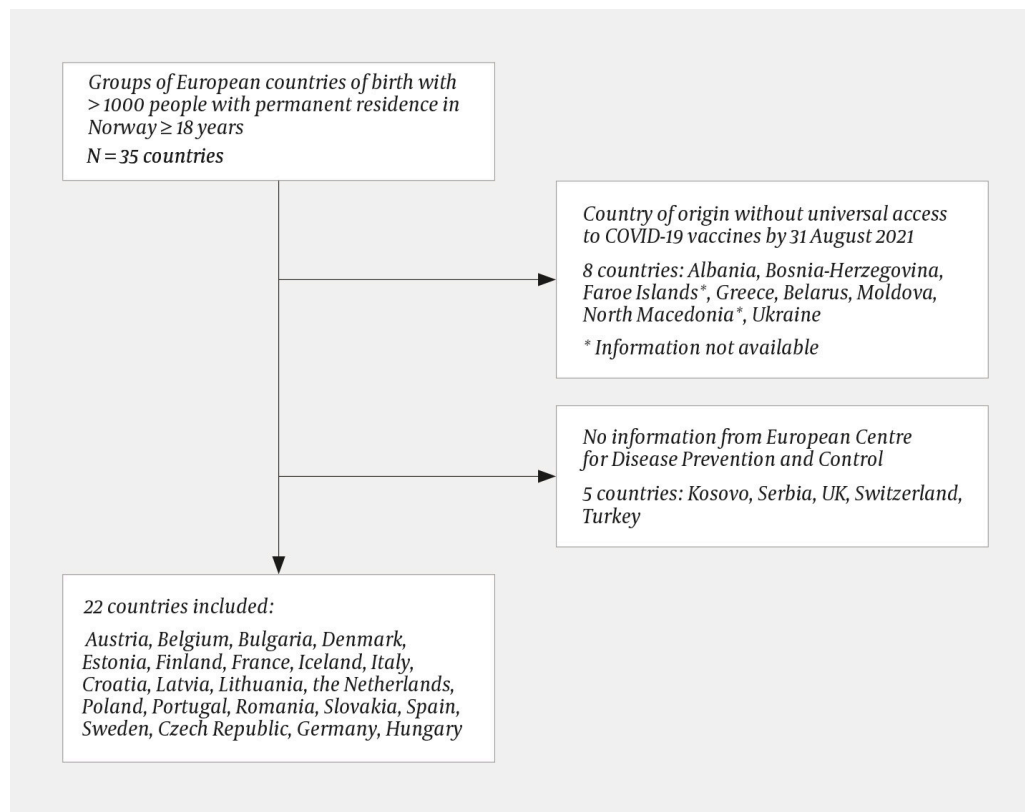 Groups of European countries of birth with
> 1000 people with permanent residence in
Norway ≥ 18 years
N = 35 countries
Country of origin without universal access
to COVID-19 vaccines by 31 August 2021
8 countries: Albania, Bosnia-Herzegovina,
Faroe Islands*, Greece, Belarus, Moldova,
North Macedonia*, Ukraine
* Information not available
No information from European Centre
for Disease Prevention and Control
5 countries: Kosovo, Serbia, UK, Switzerland,
Turkey
22 countries included:
Austria, Belgium, Bulgaria, Denmark,
Estonia, Finland, France, Iceland, Italy,
Croatia, Latvia, Lithuania, the Netherlands,
Poland, Portugal, Romania, Slovakia, Spain,
Sweden, Czech Republic, Germany, Hungary